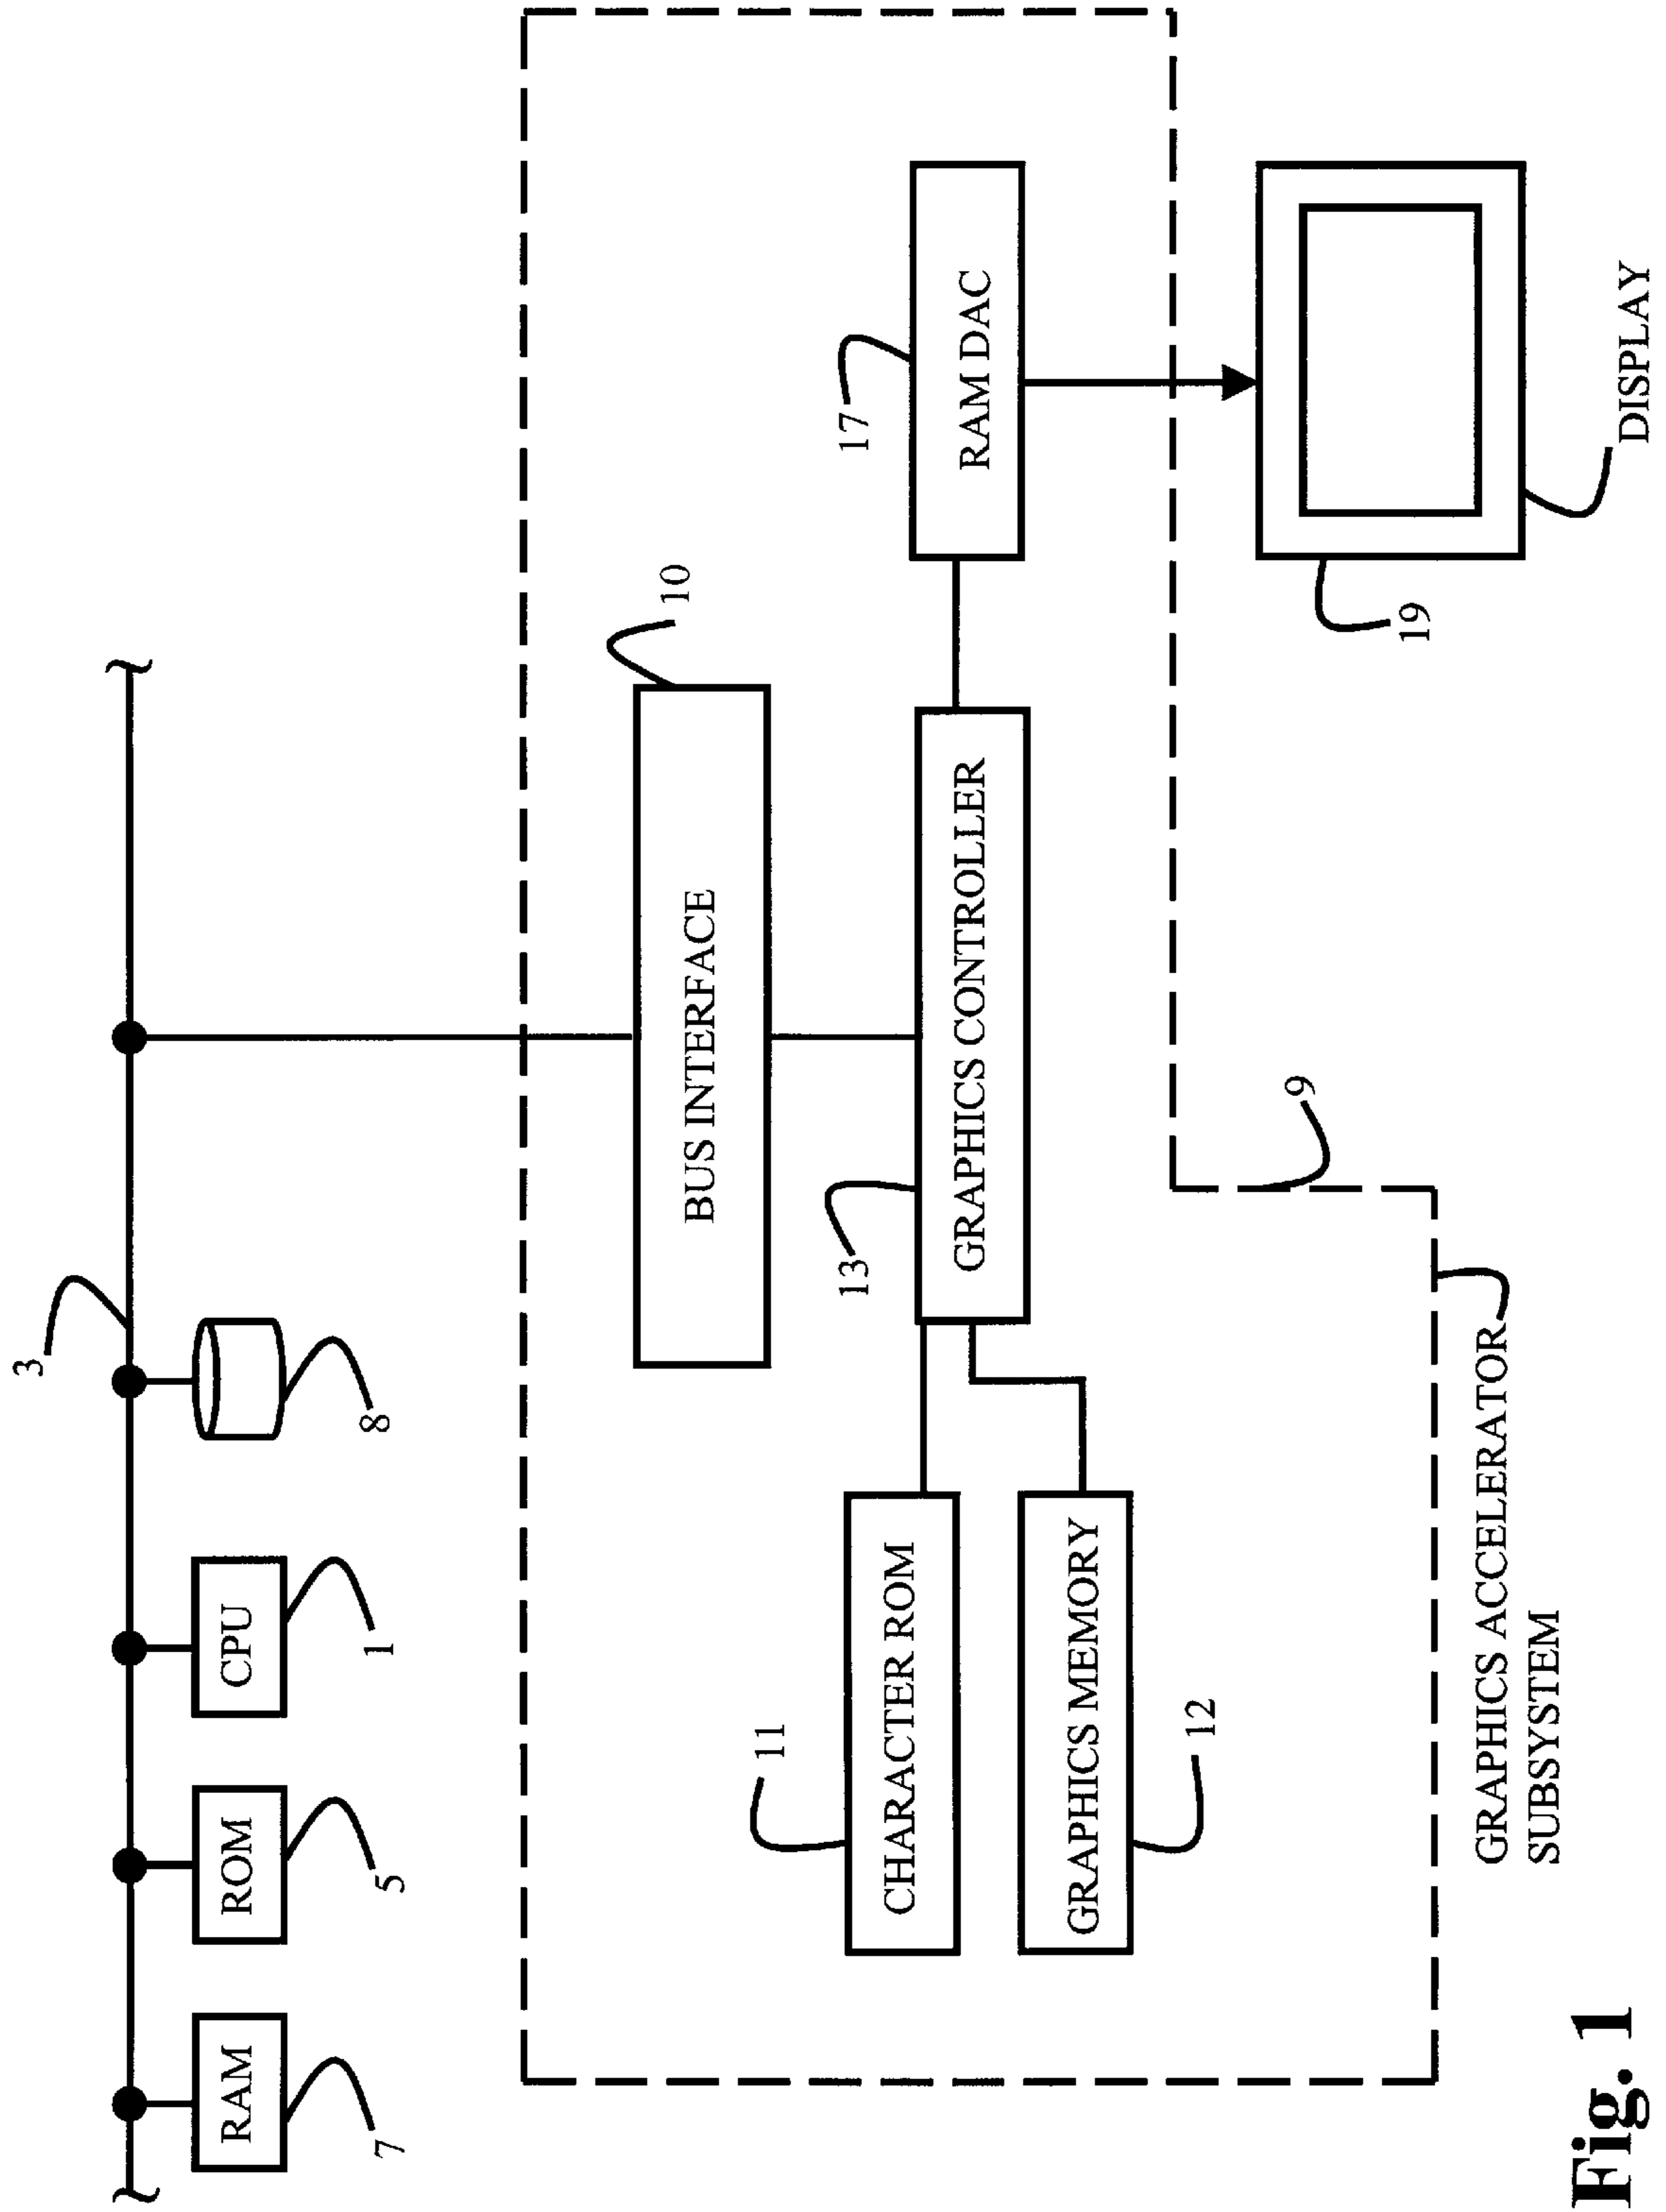 3
RAM
ROM
CPU
7
5
1
8
10
BUS INTERFACE
11
13
17
CHARACTER ROM
GRAPHICS CONTROLLER
RAM DAC
GRAPHICS MEMORY
12
9
19
GRAPHICS ACCELERATOR
SUBSYSTEM
DISPLAY
Fig. 1